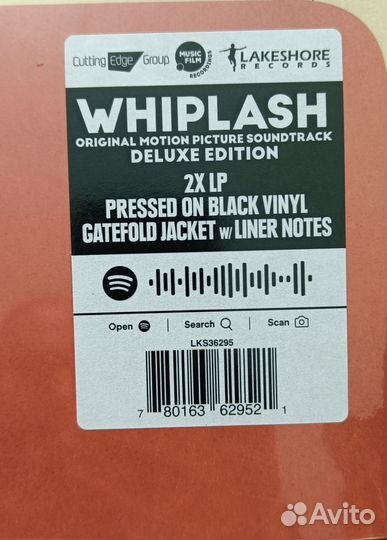 Cutting Edge Group
MUSIC FILM RECORDINGS
LAKESHORE
RECORDS
WHIPLASH
ORIGINAL MOTION PICTURE SOUNDTRACK
DELUXE EDITION
2X LP
PRESSED ON BLACK VINYL
GATEFOLD JACKET w/ LINER NOTES
Open | Search | Scan
LKS36295
7 80163 62952 1
Avito